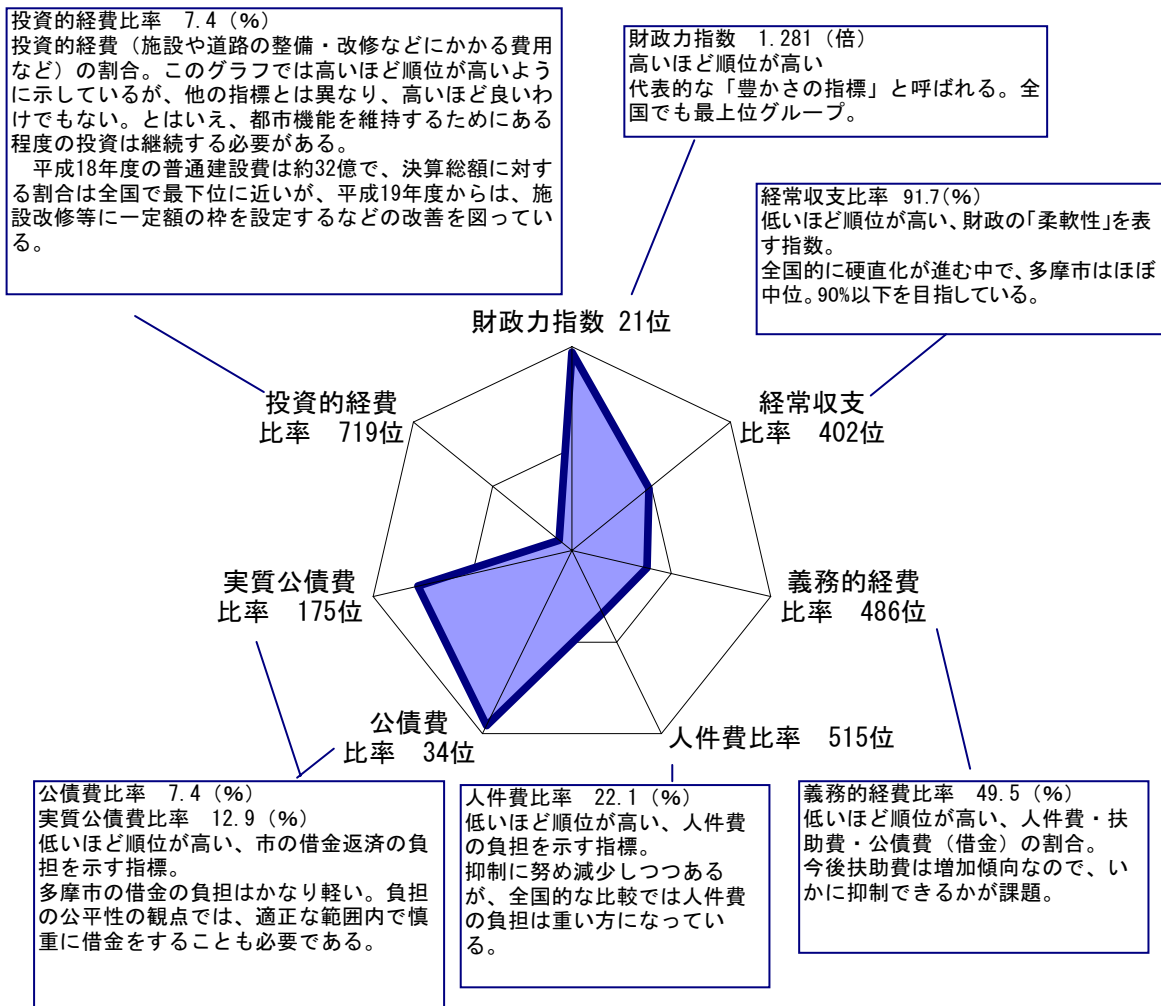 投資的経費比率　7.4（%）
投資的経費（施設や道路の整備・改修などにかかる費用
など）の割合。このグラフでは高いほど順位が高いよう
に示しているが、他の指標とは異なり、高いほど良いわ
けでもない。とはいえ、都市機能を維持するためにある
程度の投資は継続する必要がある。
　平成18年度の普通建設費は約32億で、決算総額に対す
る割合は全国で最下位に近いが、平成19年度からは、施
設改修等に一定額の枠を設定するなどの改善を図ってい
る。
財政力指数　1.281（倍）
高いほど順位が高い
代表的な「豊かさの指標」と呼ばれる。全
国でも最上位グループ。
経常収支比率 91.7(%)
低いほど順位が高い、財政の「柔軟性」を表
す指数。
全国的に硬直化が進む中で、多摩市はほぼ
中位。90%以下を目指している。
財政力指数 21位
投資的経費
比率　719位
経常収支
比率　402位
実質公債費
比率　175位
義務的経費
比率　486位
公債費
比率　34位
人件費比率　515位
公債費比率　7.4（%）
実質公債費比率　12.9（%）
低いほど順位が高い、市の借金返済の負
担を示す指標。
多摩市の借金の負担はかなり軽い。負担
の公平性の観点では、適正な範囲内で慎
重に借金をすることも必要である。
人件費比率　22.1（%）
低いほど順位が高い、人件費
の負担を示す指標。
抑制に努め減少しつつある
が、全国的な比較では人件費
の負担は重い方になってい
る。
義務的経費比率　49.5（%）
低いほど順位が高い、人件費・扶
助費・公債費（借金）の割合。
今後扶助費は増加傾向なので、い
かに抑制できるかが課題。